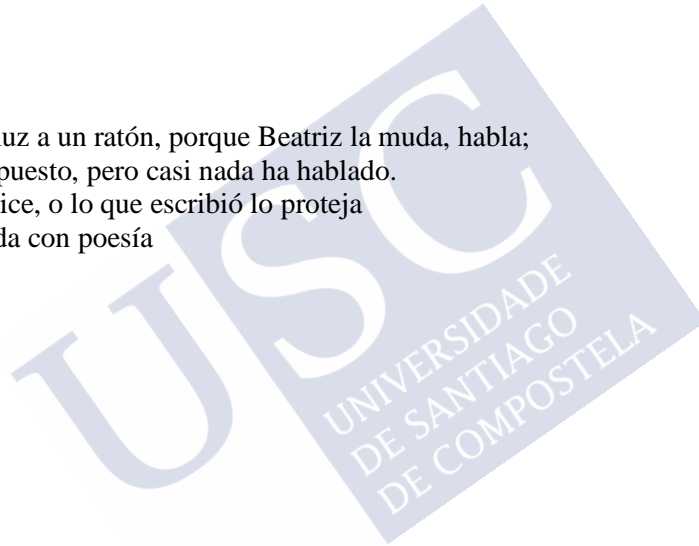 luz a un ratón, porque Beatriz la muda, habla;
puesto, pero casi nada ha hablado.
ice, o lo que escribió lo proteja
da con poesía
USC
UNIVERSIDADE
DE SANTIAGO
DE COMPOSTELA